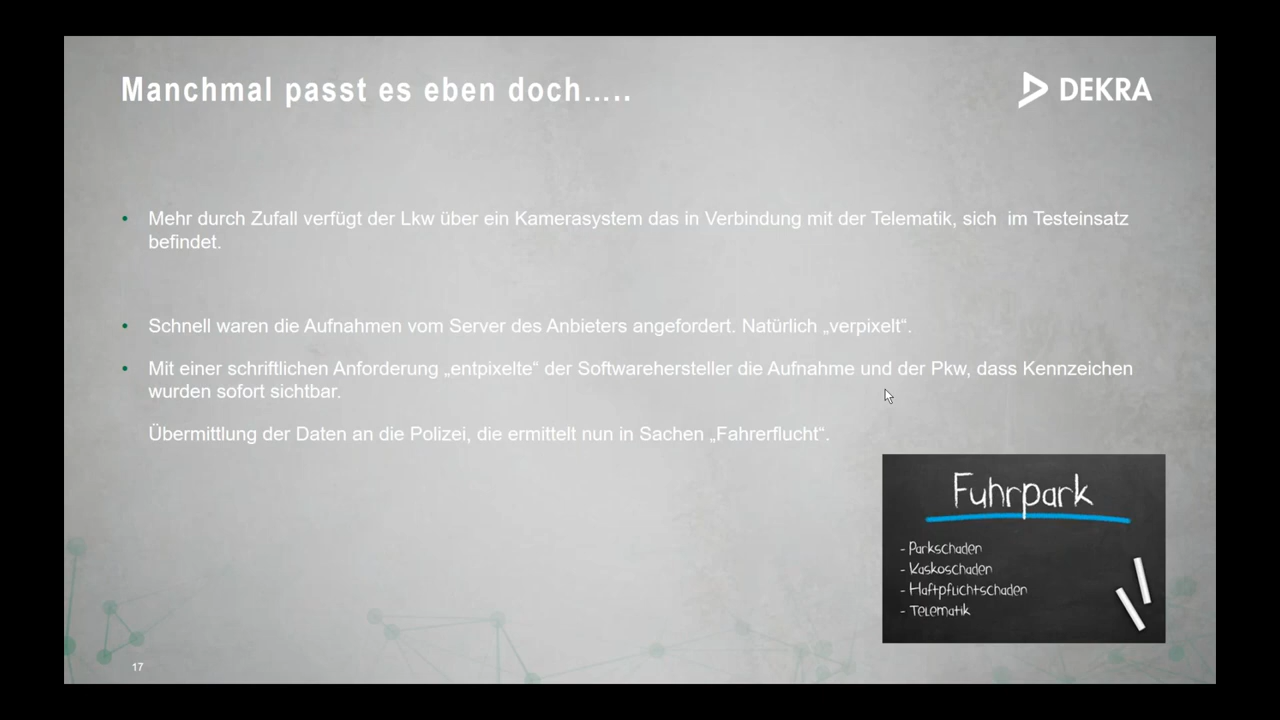 Manchmal passt es eben doch.....
DEKRA
• Mehr durch Zufall verfügt der Lkw über ein Kamerasystem das in Verbindung mit der Telematik, sich  im Testeinsatz
befindet.
• Schnell waren die Aufnahmen vom Server des Anbieters angefordert. Natürlich „verpixelt“.
• Mit einer schriftlichen Anforderung „entpixelte“ der Softwarehersteller die Aufnahme und der Pkw, dass Kennzeichen
wurden sofort sichtbar.
Übermittlung der Daten an die Polizei, die ermittelt nun in Sachen „Fahrerflucht“.
Fuhrpark
- Parkschaden
- Kaskoschaden
- Haftpflichtschaden
- Telematik
17